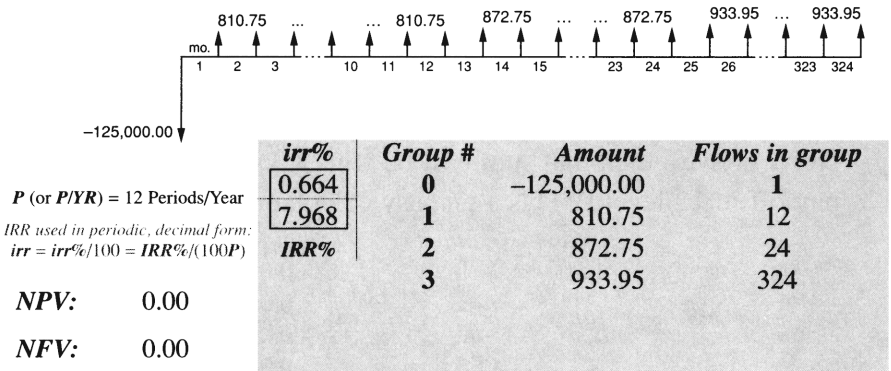 810.75 ... ... 810.75 872.75 ... ... 872.75 933.95 ... 933.95
mo.
1 2 3 10 11 12 13 14 15 23 24 25 26 323 324
–125,000.00
irr% Group # Amount Flows in group
0.664 0 –125,000.00 1
7.968 1 810.75 12
IRR% 2 872.75 24
3 933.95 324
P (or P/YR) = 12 Periods/Year
IRR used in periodic, decimal form:
irr = irr%/100 = IRR%/(100P)
NPV: 0.00
NFV: 0.00